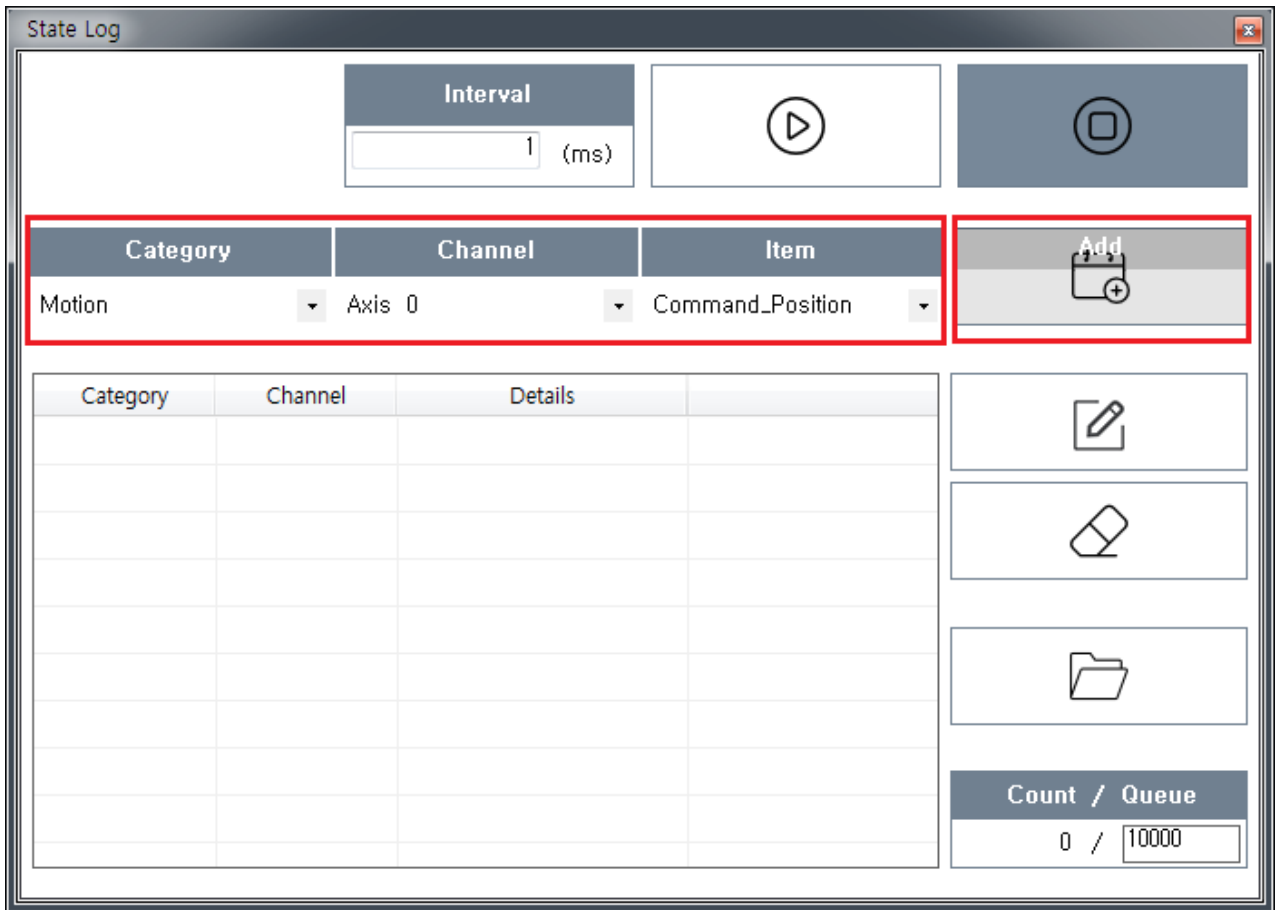 State Log
Interval
1 (ms)
Category Channel Item
Add
Motion Axis 0 Command_Position
Category Channel Details
Count / Queue
0 / 10000